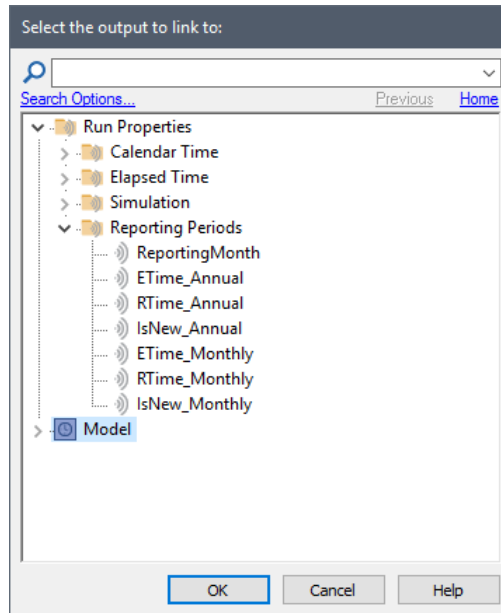 Select the output to link to:
Search Options... Previous Home
Run Properties
Calendar Time
Elapsed Time
Simulation
Reporting Periods
ReportingMonth
ETime_Annual
RTime_Annual
IsNew_Annual
ETime_Monthly
RTime_Monthly
IsNew_Monthly
Model
OK Cancel Help